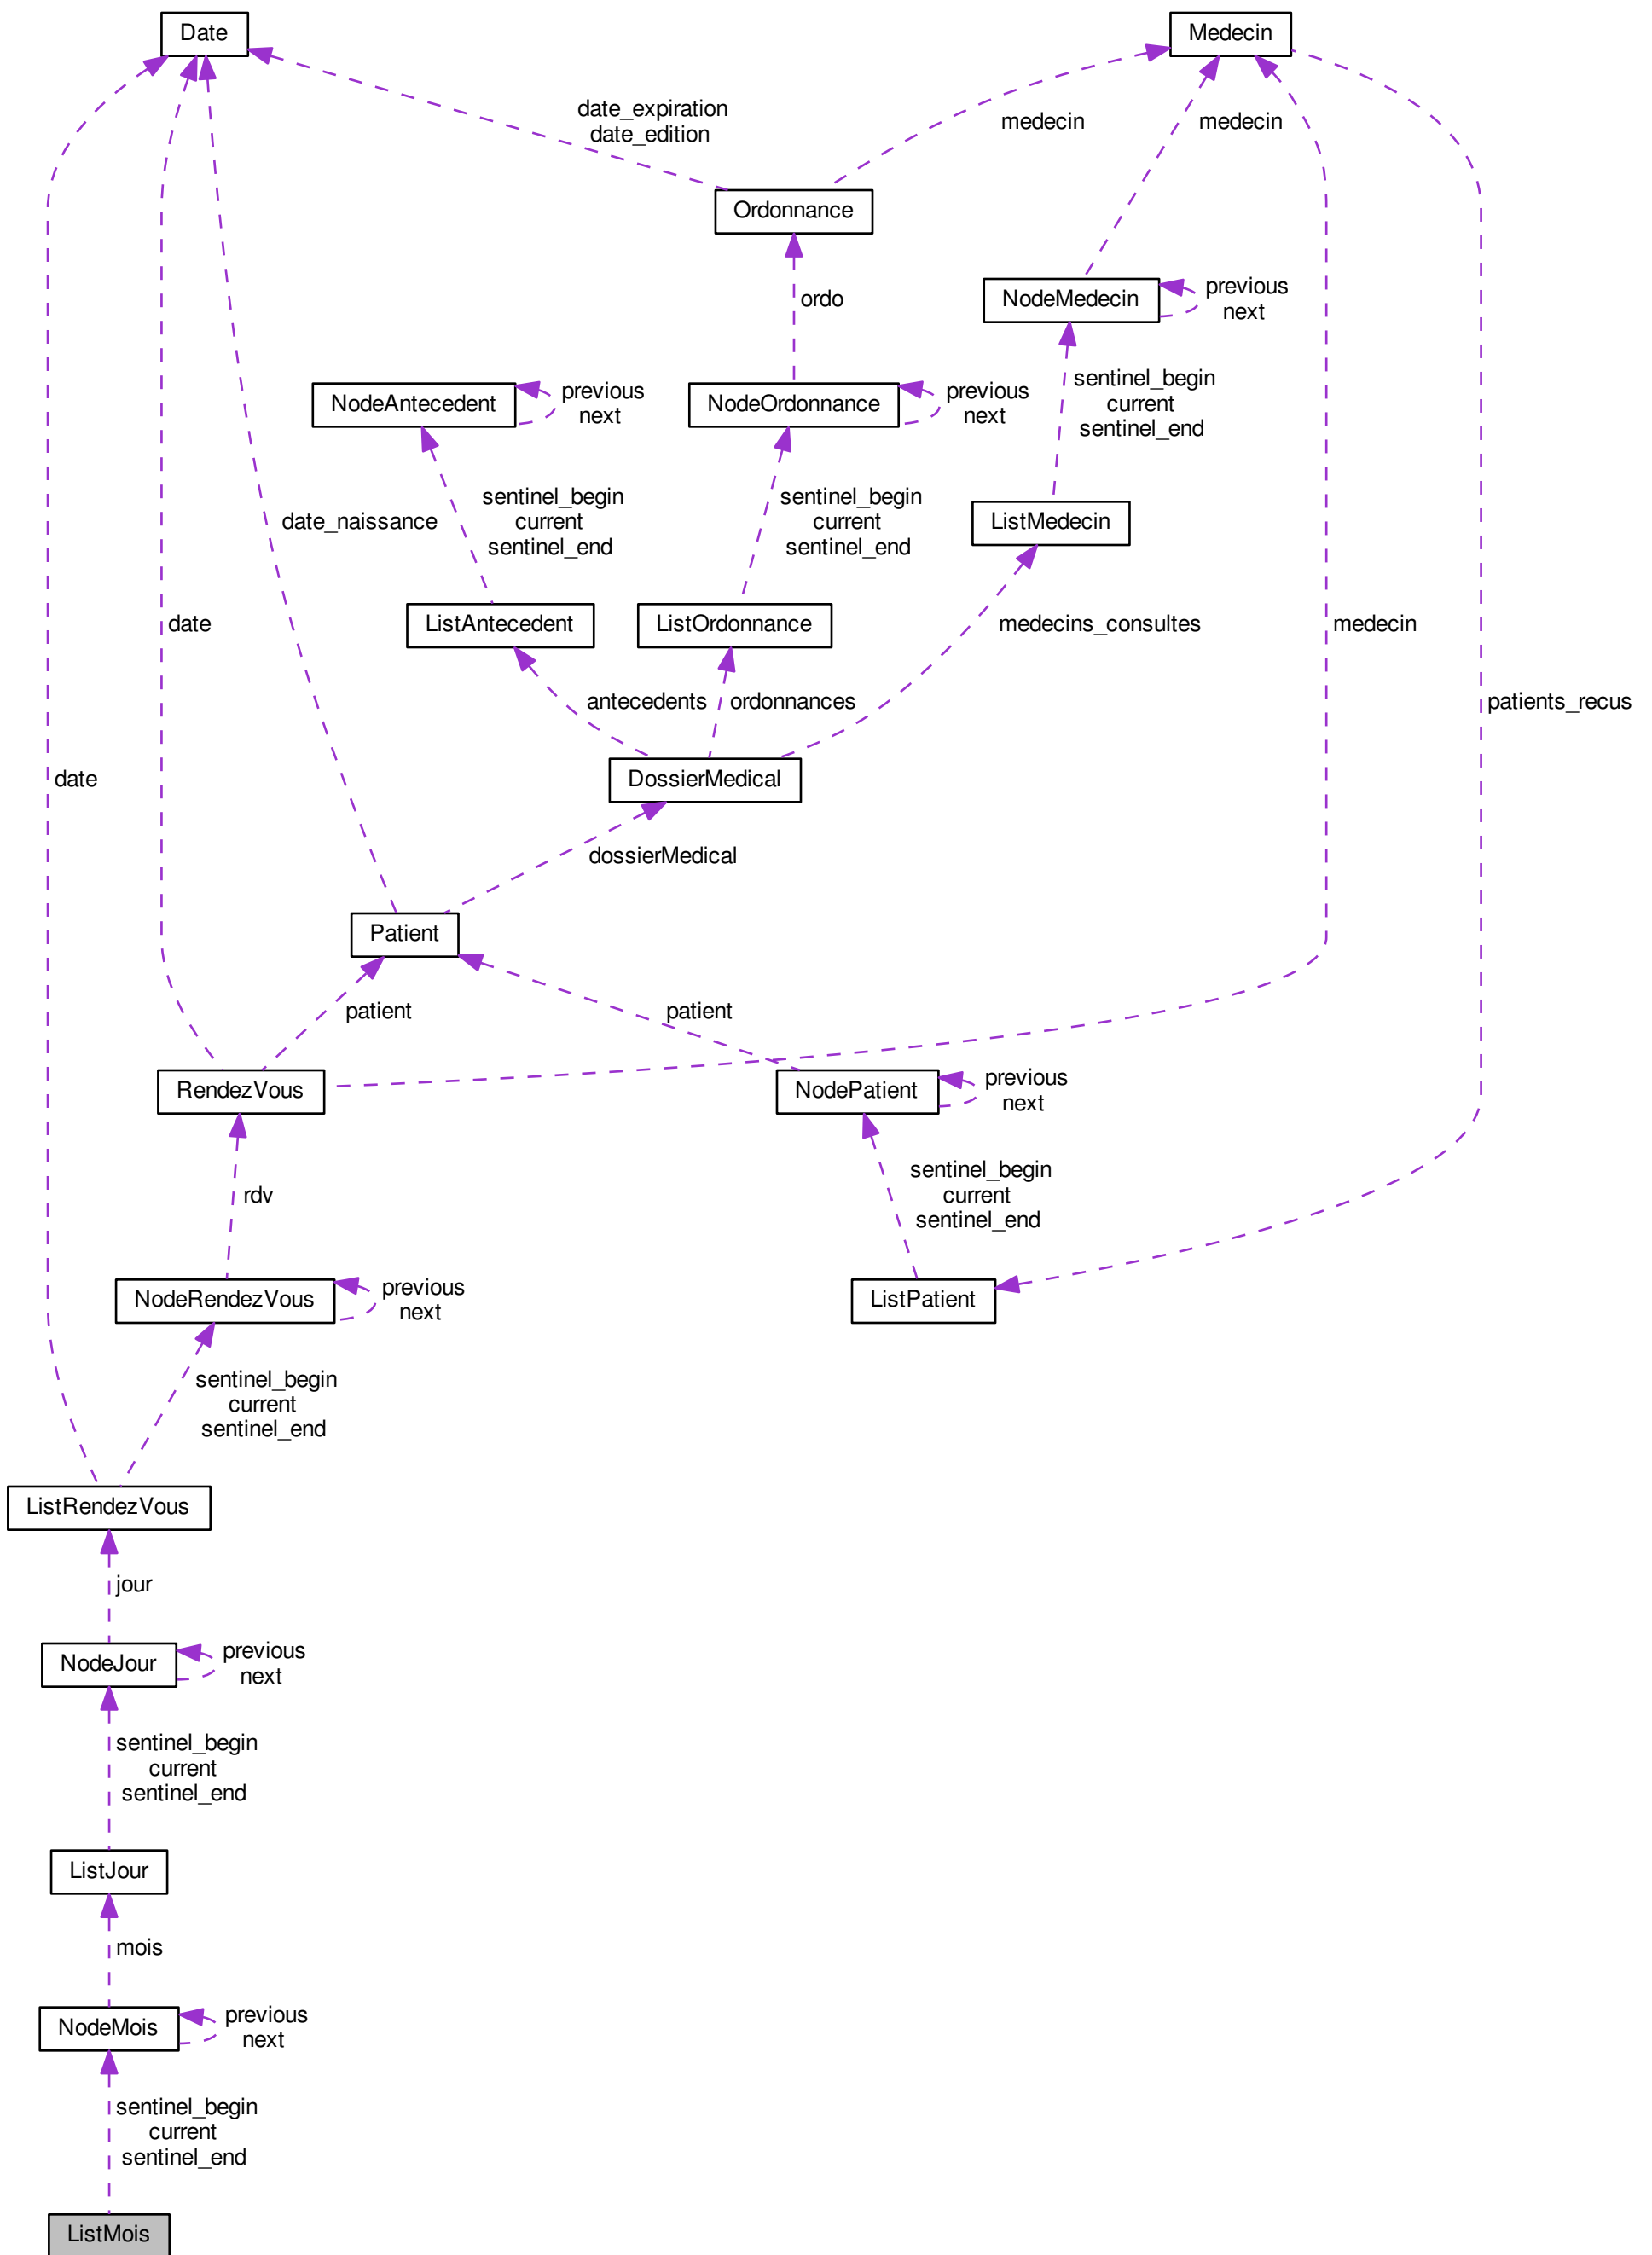 Date
Medecin
date_expiration
date_edition
medecin
medecin
Ordonnance
NodeMedecin
previous
next
ordo
NodeAntecedent
previous
next
NodeOrdonnance
previous
next
sentinel_begin
current
sentinel_end
date_naissance
sentinel_begin
current
sentinel_end
sentinel_begin
current
sentinel_end
ListMedecin
date
ListAntecedent
ListOrdonnance
medecins_consultes
medecin
antecedents
ordonnances
patients_recus
date
DossierMedical
dossierMedical
Patient
patient
patient
RendezVous
NodePatient
previous
next
rdv
sentinel_begin
current
sentinel_end
NodeRendezVous
previous
next
ListPatient
sentinel_begin
current
sentinel_end
ListRendezVous
jour
NodeJour
previous
next
sentinel_begin
current
sentinel_end
ListJour
mois
NodeMois
previous
next
sentinel_begin
current
sentinel_end
ListMois